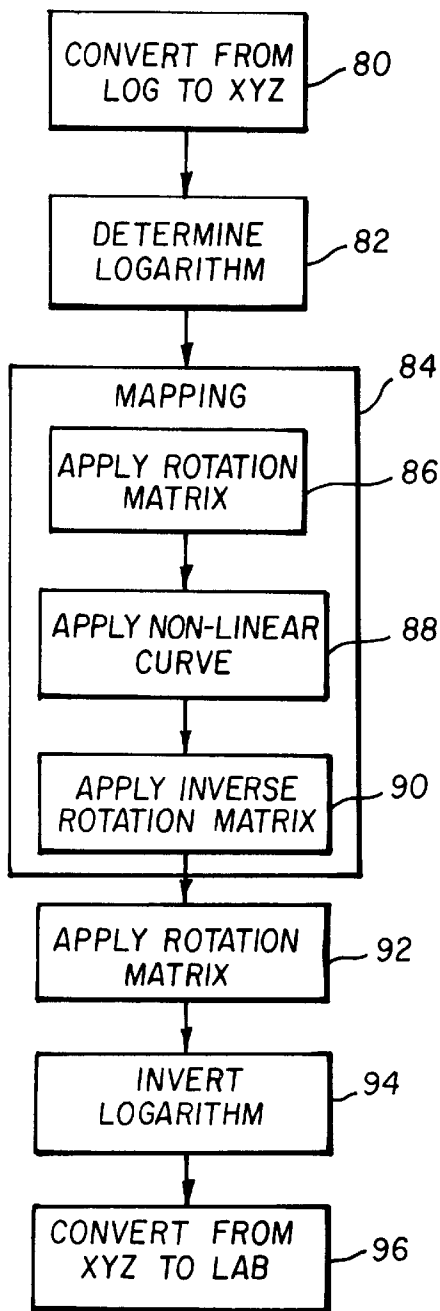 CONVERT FROM
LOG TO XYZ
80
DETERMINE
LOGARITHM
82
84
MAPPING
APPLY ROTATION
MATRIX
86
APPLY NON-LINEAR
CURVE
88
APPLY INVERSE
ROTATION MATRIX
90
APPLY ROTATION
MATRIX
92
INVERT
LOGARITHM
94
CONVERT FROM
XYZ TO LAB
96